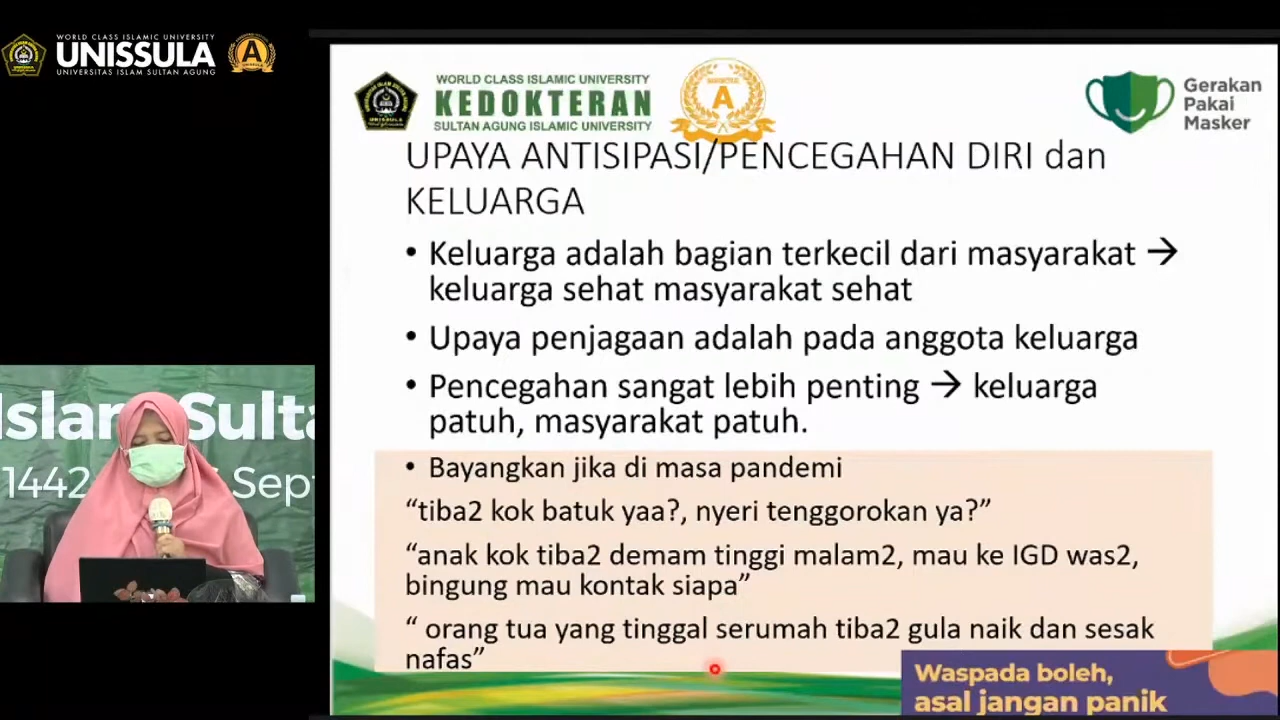 WORLD CLASS ISLAMIC UNIVERSITY
UNISSULA
UNIVERSITAS ISLAM SULTAN AGUNG
WORLD CLASS ISLAMIC UNIVERSITY
KEDOKTERAN
SULTAN AGUNG ISLAMIC UNIVERSITY
A
Gerakan
Pakai
Masker
UPAYA ANTISIPASI/PENCEGAHAN DIRI dan
KELUARGA
• Keluarga adalah bagian terkecil dari masyarakat →
keluarga sehat masyarakat sehat
• Upaya penjagaan adalah pada anggota keluarga
• Pencegahan sangat lebih penting → keluarga
patuh, masyarakat patuh.
• Bayangkan jika di masa pandemi
“tiba2 kok batuk yaa?, nyeri tenggorokan ya?”
“anak kok tiba2 demam tinggi malam2, mau ke IGD was2,
bingung mau kontak siapa”
“ orang tua yang tinggal serumah tiba2 gula naik dan sesak
nafas”
Waspada boleh,
asal jangan panik
Islam Sulta
1442 Sept